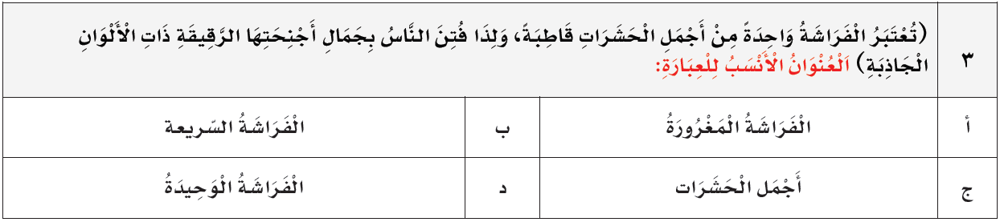 ٣
(تُعْتَبَرُ الْفَرَاشَةُ وَاحِدَةً مِنْ أَجْمَلِ الْحَشَرَاتِ قَاطِبَةً، وَلِذَا فُتِنَ النَّاسُ بِجَمَالِ أَجْنِحَتِهَا الرَّقِيقَةِ ذَاتِ الْأَلْوَانِ
الْجَاذِبَةِ) اَلْعُنْوَانُ الْأَنْسَبُ لِلْعِبَارَةِ:
أ الْفَرَاشَةُ الْمَغْرُورَةُ ب الْفَرَاشَةُ السّريعة
ج أَجْمَل الْحَشَرَات د الْفَرَاشَةُ الْوَحِيدَةُ